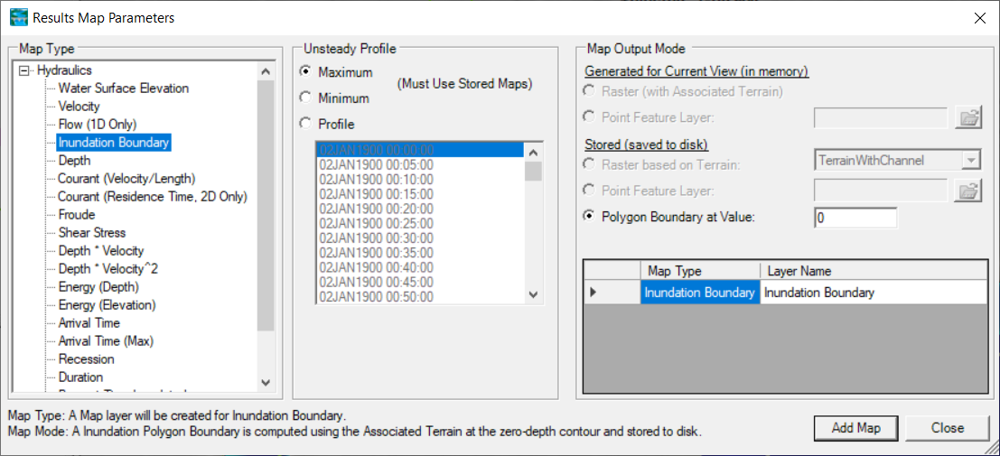 Results Map Parameters
Map Type
Hydraulics
Water Surface Elevation
Velocity
Flow (1D Only)
Inundation Boundary
Depth
Courant (Velocity/Length)
Courant (Residence Time, 2D Only)
Froude
Shear Stress
Depth * Velocity
Depth * Velocity^2
Energy (Depth)
Energy (Elevation)
Arrival Time
Arrival Time (Max)
Recession
Duration
Unsteady Profile
Maximum
(Must Use Stored Maps)
Minimum
Profile
02JAN1900 00:00:00
02JAN1900 00:05:00
02JAN1900 00:10:00
02JAN1900 00:15:00
02JAN1900 00:20:00
02JAN1900 00:25:00
02JAN1900 00:30:00
02JAN1900 00:35:00
02JAN1900 00:40:00
02JAN1900 00:45:00
02JAN1900 00:50:00
Map Output Mode
Generated for Current View (in memory)
Raster (with Associated Terrain)
Point Feature Layer:
Stored (saved to disk)
Raster based on Terrain: TerrainWithChannel
Point Feature Layer:
Polygon Boundary at Value: 0
Map Type Layer Name
Inundation Boundary Inundation Boundary
Map Type: A Map layer will be created for Inundation Boundary.
Map Mode: A Inundation Polygon Boundary is computed using the Associated Terrain at the zero-depth contour and stored to disk.
Add Map Close